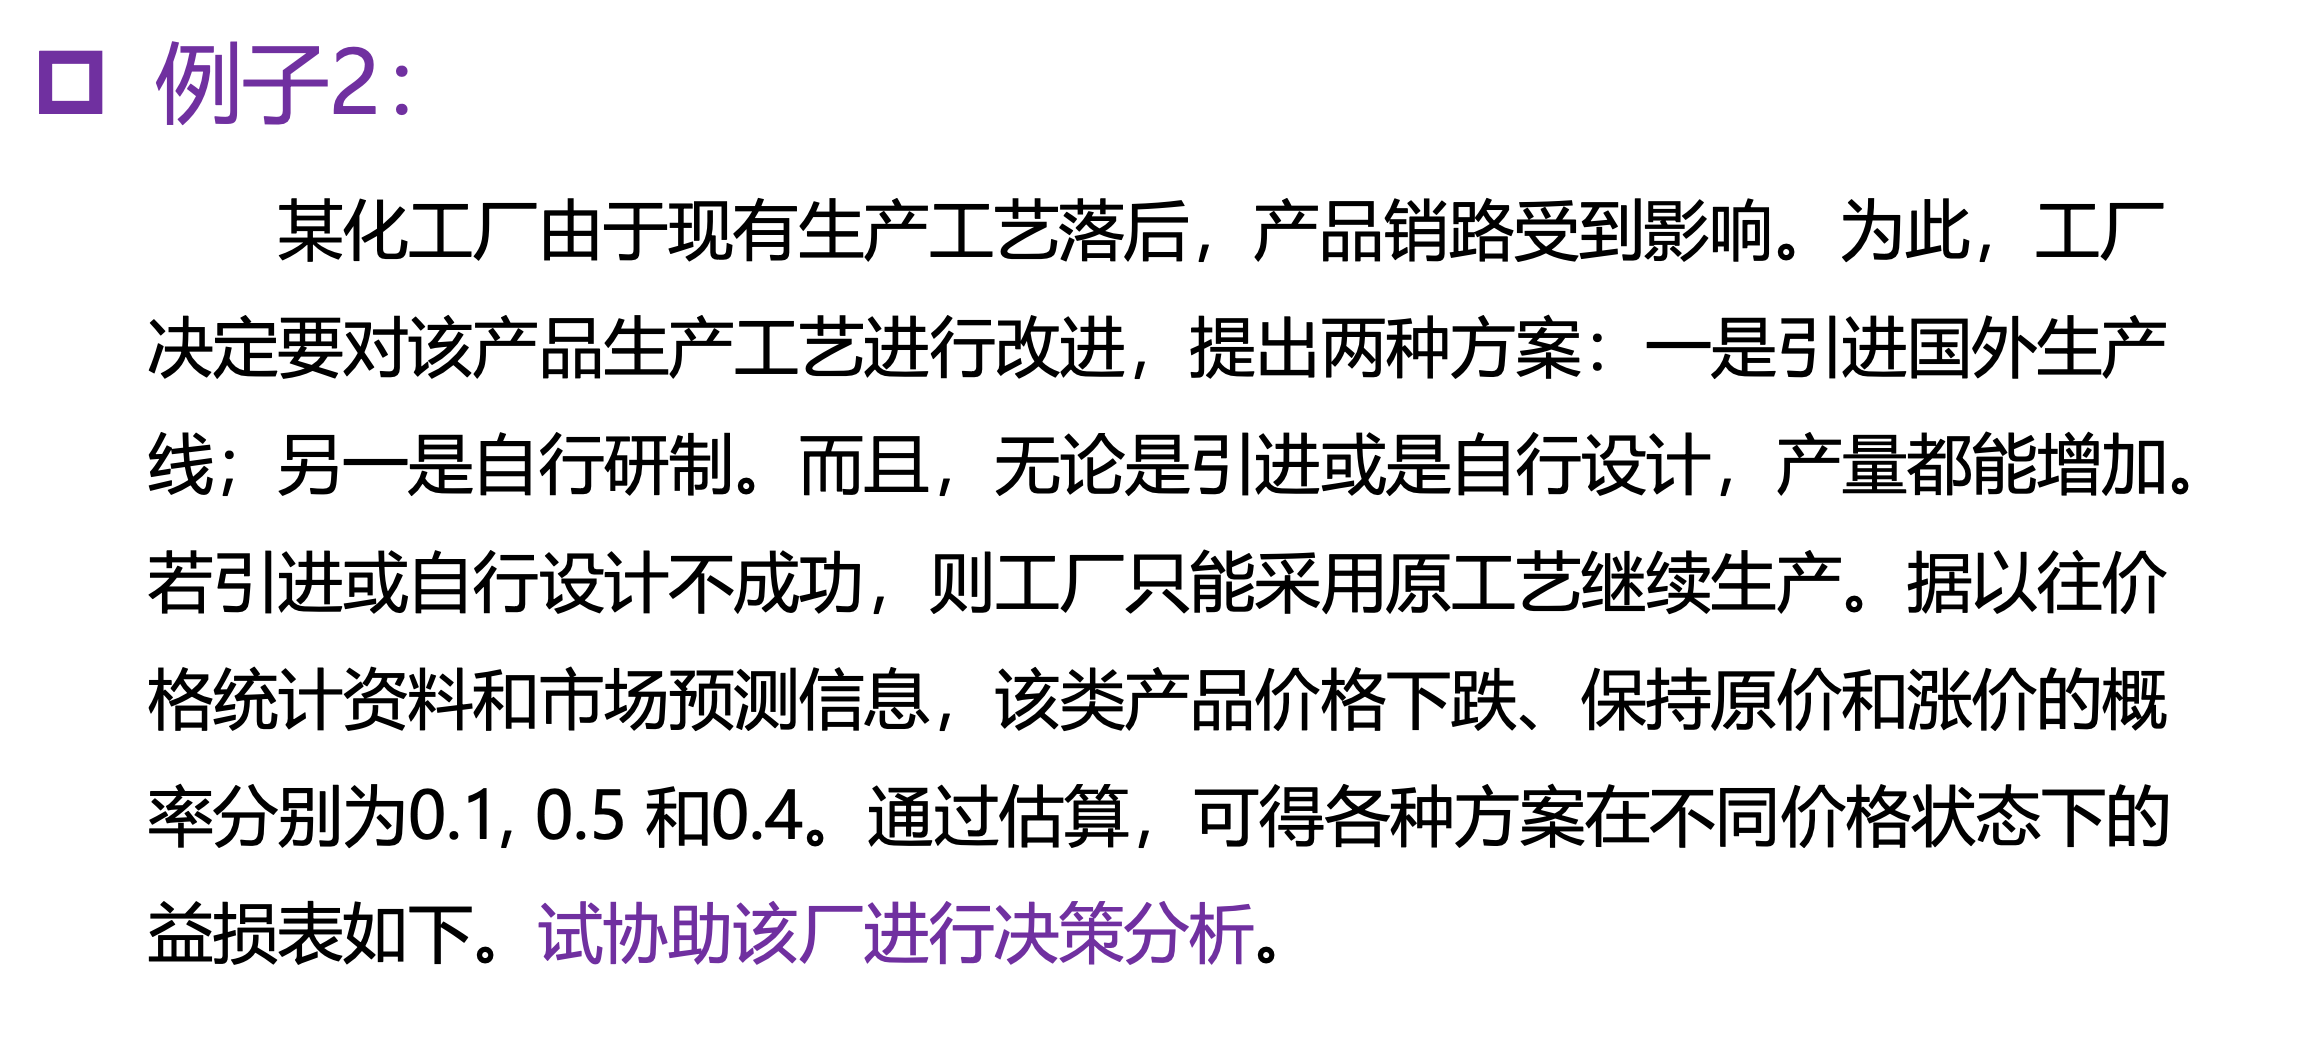 例子2：
某化工厂由于现有生产工艺落后，产品销路受到影响。为此，工厂
决定要对该产品生产工艺进行改进，提出两种方案：一是引进国外生产
线；另一是自行研制。而且，无论是引进或是自行设计，产量都能增加。
若引进或自行设计不成功，则工厂只能采用原工艺继续生产。据以往价
格统计资料和市场预测信息，该类产品价格下跌、保持原价和涨价的概
率分别为0.1, 0.5 和0.4。通过估算，可得各种方案在不同价格状态下的
益损表如下。试协助该厂进行决策分析。